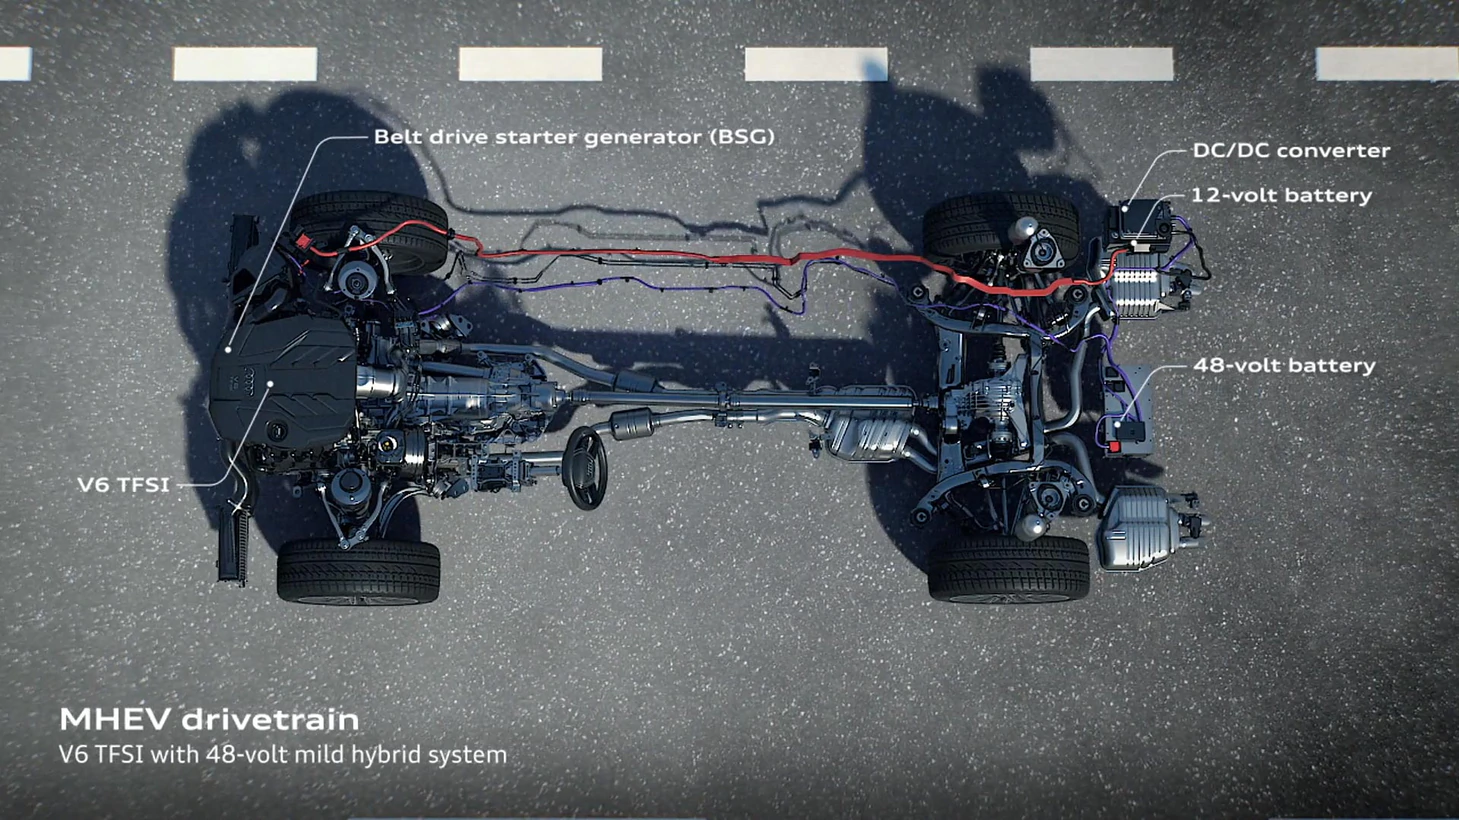 Belt drive starter generator (BSG)
DC/DC converter
12-volt battery
48-volt battery
V6 TFSI
MHEV drivetrain
V6 TFSI with 48-volt mild hybrid system